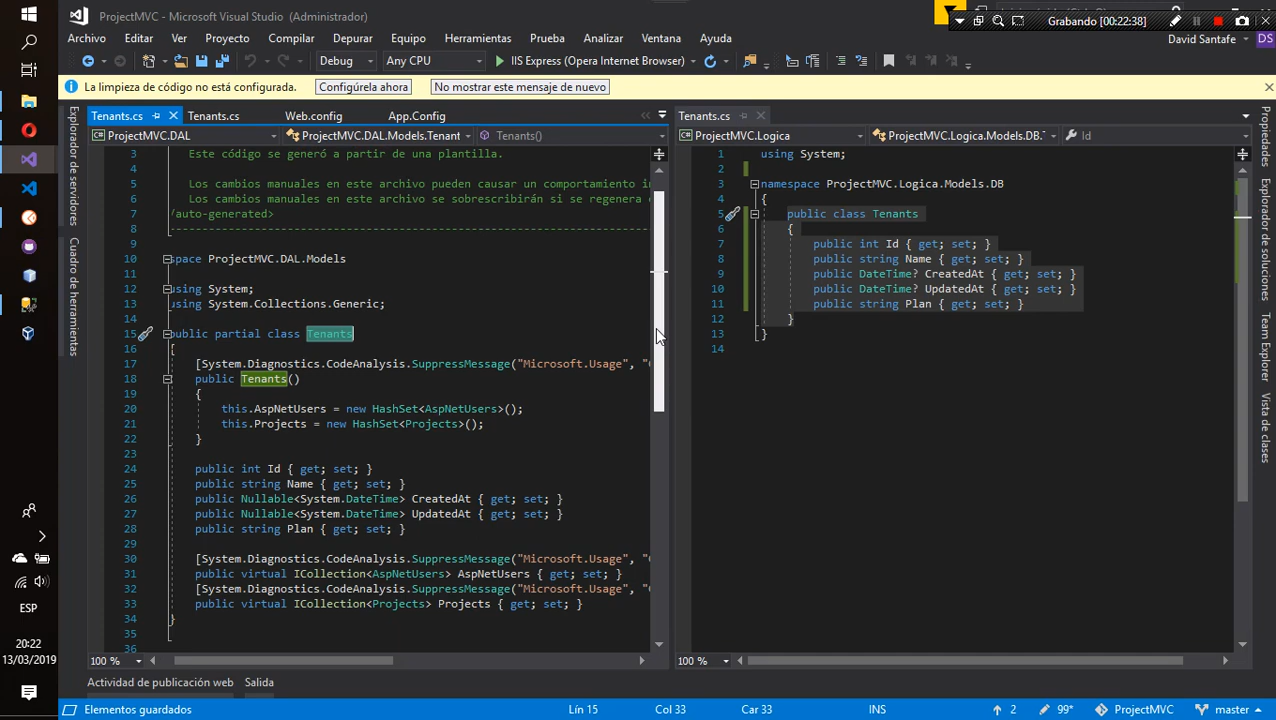 ProjectMVC - Microsoft Visual Studio (Administrador)
Grabando [00:22:38]
Archivo Editar Ver Proyecto Compilar Depurar Equipo Herramientas Prueba Analizar Ventana Ayuda
David Santafe DS
Debug Any CPU IIS Express (Opera Internet Browser)
La limpieza de código no está configurada. Configúrela ahora No mostrar este mensaje de nuevo
Explorador de servidores
Cuadro de herramientas
Tenants.cs Tenants.cs Web.config App.Config
ProjectMVC.DAL ProjectMVC.DAL.Models.Tenant Tenants()
3 Este código se generó a partir de una plantilla.
4
5 Los cambios manuales en este archivo pueden causar un comportamiento i
6 Los cambios manuales en este archivo se sobrescribirán si se regenera
7 /auto-generated>
8 ------------------------------------------------------------------------------
9
10 space ProjectMVC.DAL.Models
11
12 using System;
13 using System.Collections.Generic;
14
15 public partial class Tenants
16 {
17 [System.Diagnostics.CodeAnalysis.SuppressMessage("Microsoft.Usage", "
18 public Tenants()
19 {
20 this.AspNetUsers = new HashSet<AspNetUsers>();
21 this.Projects = new HashSet<Projects>();
22 }
23
24 public int Id { get; set; }
25 public string Name { get; set; }
26 public Nullable<System.DateTime> CreatedAt { get; set; }
27 public Nullable<System.DateTime> UpdatedAt { get; set; }
28 public string Plan { get; set; }
29
30 [System.Diagnostics.CodeAnalysis.SuppressMessage("Microsoft.Usage", "
31 public virtual ICollection<AspNetUsers> AspNetUsers { get; set; }
32 [System.Diagnostics.CodeAnalysis.SuppressMessage("Microsoft.Usage", "
33 public virtual ICollection<Projects> Projects { get; set; }
34 }
35
36
100 %
Tenants.cs
ProjectMVC.Logica ProjectMVC.Logica.Models.DB. Id
1 using System;
2
3 namespace ProjectMVC.Logica.Models.DB
4 {
5 public class Tenants
6 {
7 public int Id { get; set; }
8 public string Name { get; set; }
9 public DateTime? CreatedAt { get; set; }
10 public DateTime? UpdatedAt { get; set; }
11 public string Plan { get; set; }
12 }
13 }
14
100 %
Propiedades
Explorador de soluciones
Team Explorer
Vista de clases
Actividad de publicación web Salida
Elementos guardados Lín 15 Col 33 Car 33 INS 2 99* ProjectMVC master
ESP
20:22
13/03/2019